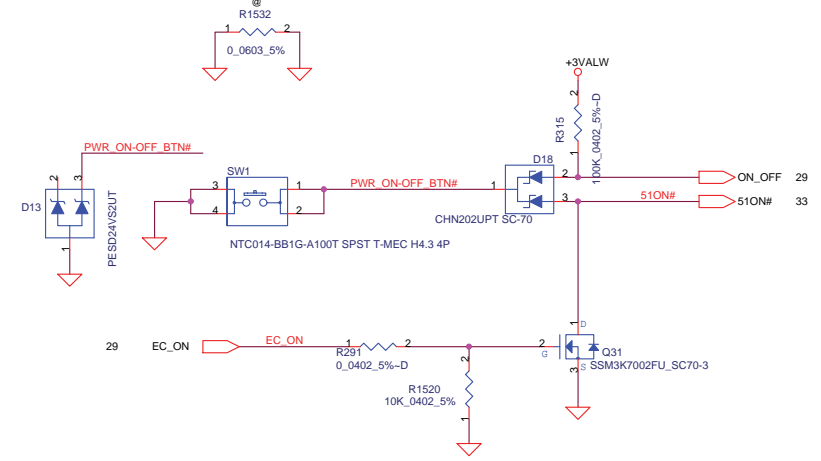 @
R1532
1 2
0_0603_5%
+3VALW
2
R315
100K_0402_5%~D
1
PWR_ON-OFF_BTN#
2 3
D13
PESD24VS2UT
1
SW1
3 1
4 2
NTC014-BB1G-A100T SPST T-MEC H4.3 4P
PWR_ON-OFF_BTN#
D18
1 2
3
CHN202UPT SC-70
ON_OFF 29
51ON#
51ON# 33
29 EC_ON
EC_ON
1 2
R291
0_0402_5%~D
2
R1520
10K_0402_5%
1
1
D
2
G
Q31
S
3
SSM3K7002FU_SC70-3